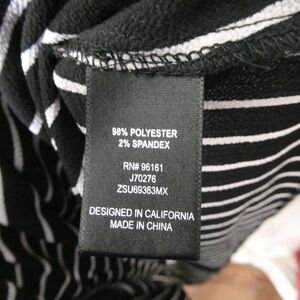 98% POLYESTER
2% SPANDEX
RN# 96161
J70276
ZSU69363MX
DESIGNED IN CALIFORNIA
MADE IN CHINA